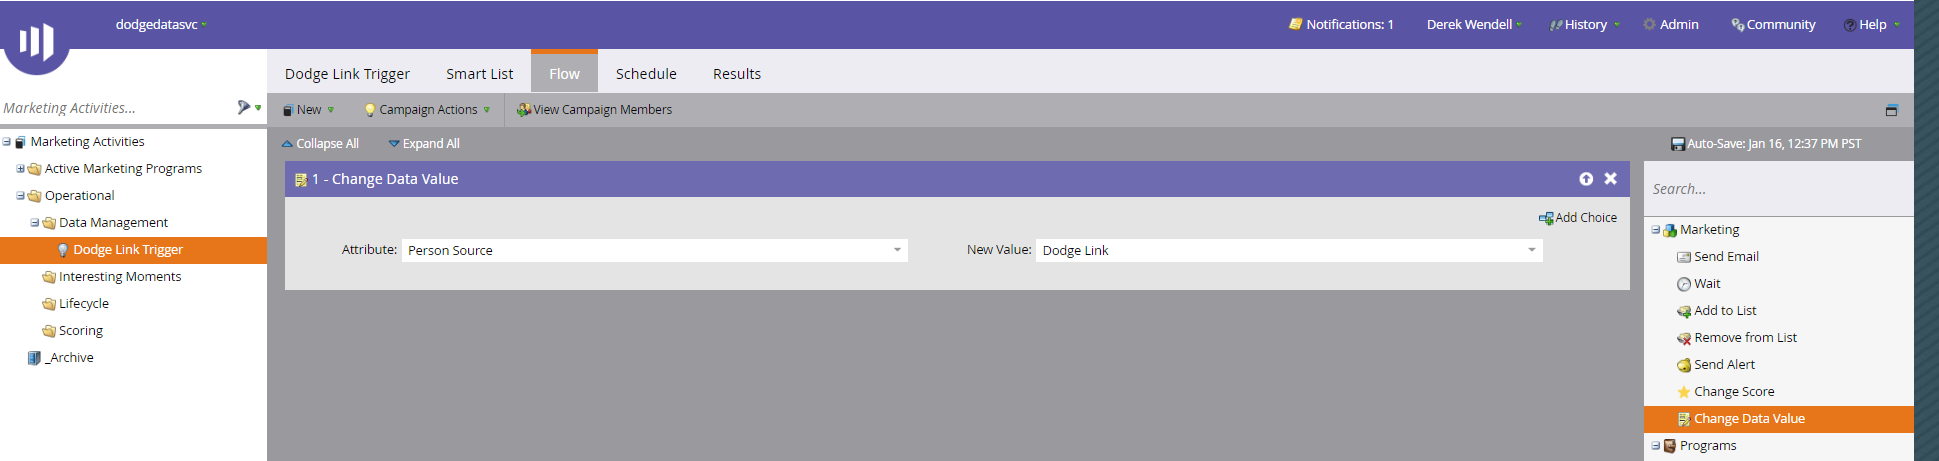 dodgedatasvc
Notifications: 1
Derek Wendell
History
Admin
Community
Help
Dodge Link Trigger
Smart List
Flow
Schedule
Results
Marketing Activities...
New
Campaign Actions
View Campaign Members
Collapse All
Expand All
Auto-Save: Jan 16, 12:37 PM PST
Marketing Activities
Active Marketing Programs
Operational
Data Management
Dodge Link Trigger
Interesting Moments
Lifecycle
Scoring
_Archive
1 - Change Data Value
Add Choice
Attribute: Person Source
New Value: Dodge Link
Search...
Marketing
Send Email
Wait
Add to List
Remove from List
Send Alert
Change Score
Change Data Value
Programs